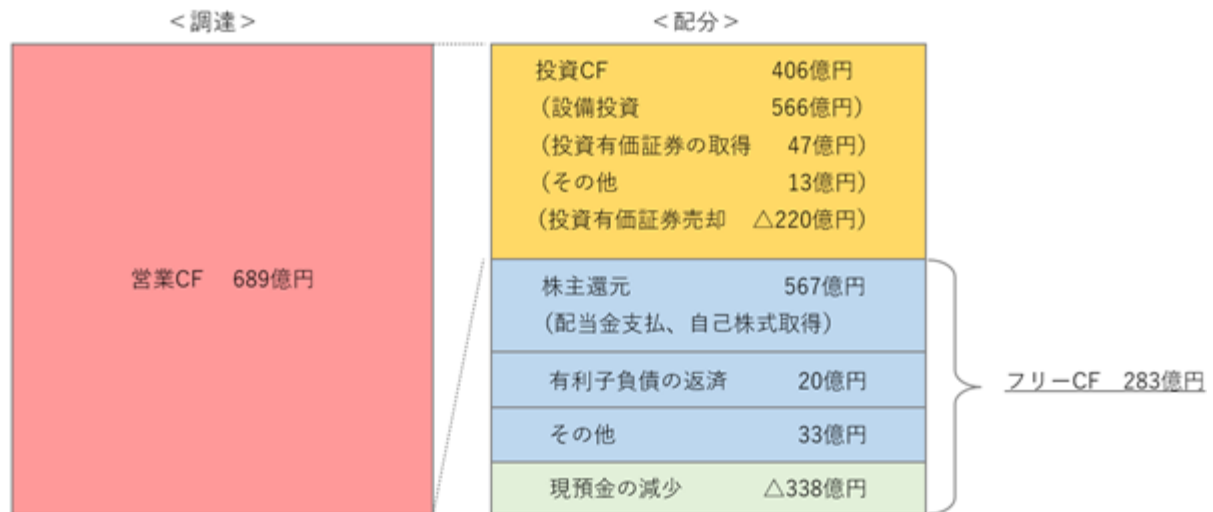 <調達>
<配分>
営業CF 689億円
投資CF 406億円
(設備投資 566億円)
(投資有価証券の取得 47億円)
(その他 13億円)
(投資有価証券売却 △220億円)
株主還元 567億円
(配当金支払、自己株式取得)
有利子負債の返済 20億円
その他 33億円
現預金の減少 △338億円
フリーCF 283億円